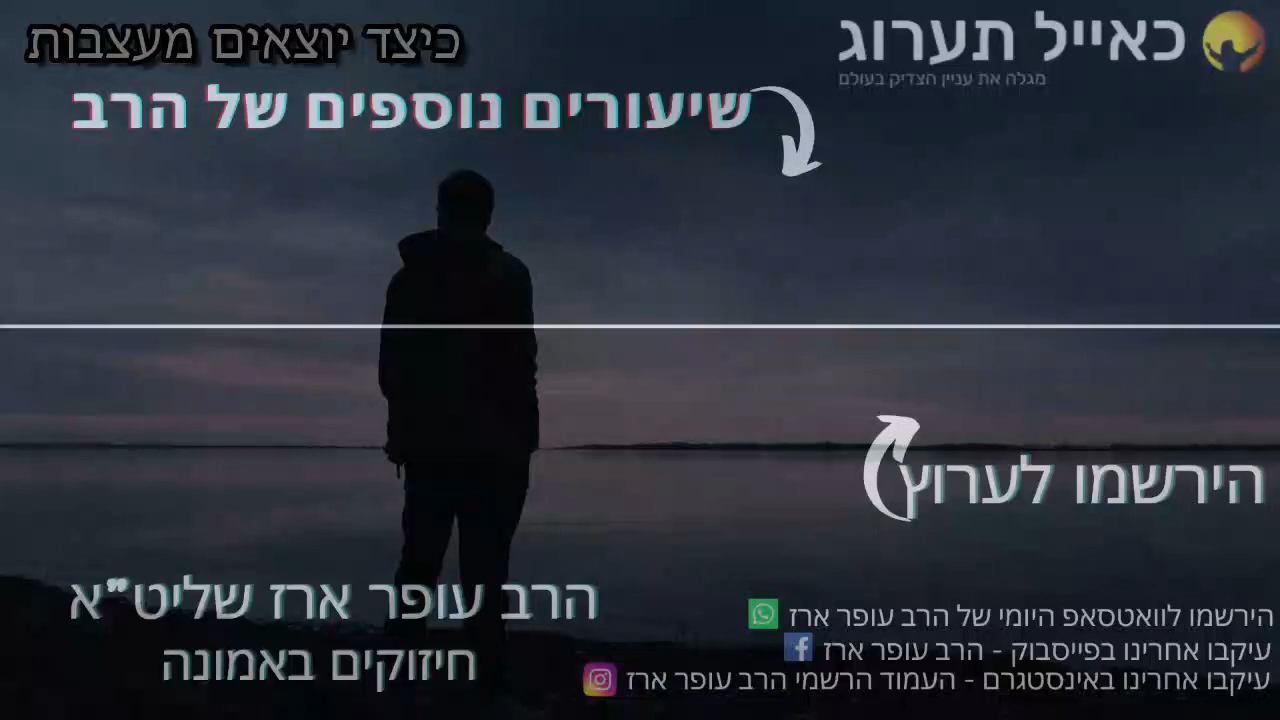 כאייל תערוג
מגלה את עניין הצדיק בעולם
כיצד יוצאים מעצבות
שיעורים נוספים של הרב
הירשמו לערוץ
הרב עופר ארז שליט"א
חיזוקים באמונה
הירשמו לוואטסאפ היומי של הרב עופר ארז
עיקבו אחרינו בפייסבוק - הרב עופר ארז
עיקבו אחרינו באינסטגרם - העמוד הרשמי הרב עופר ארז